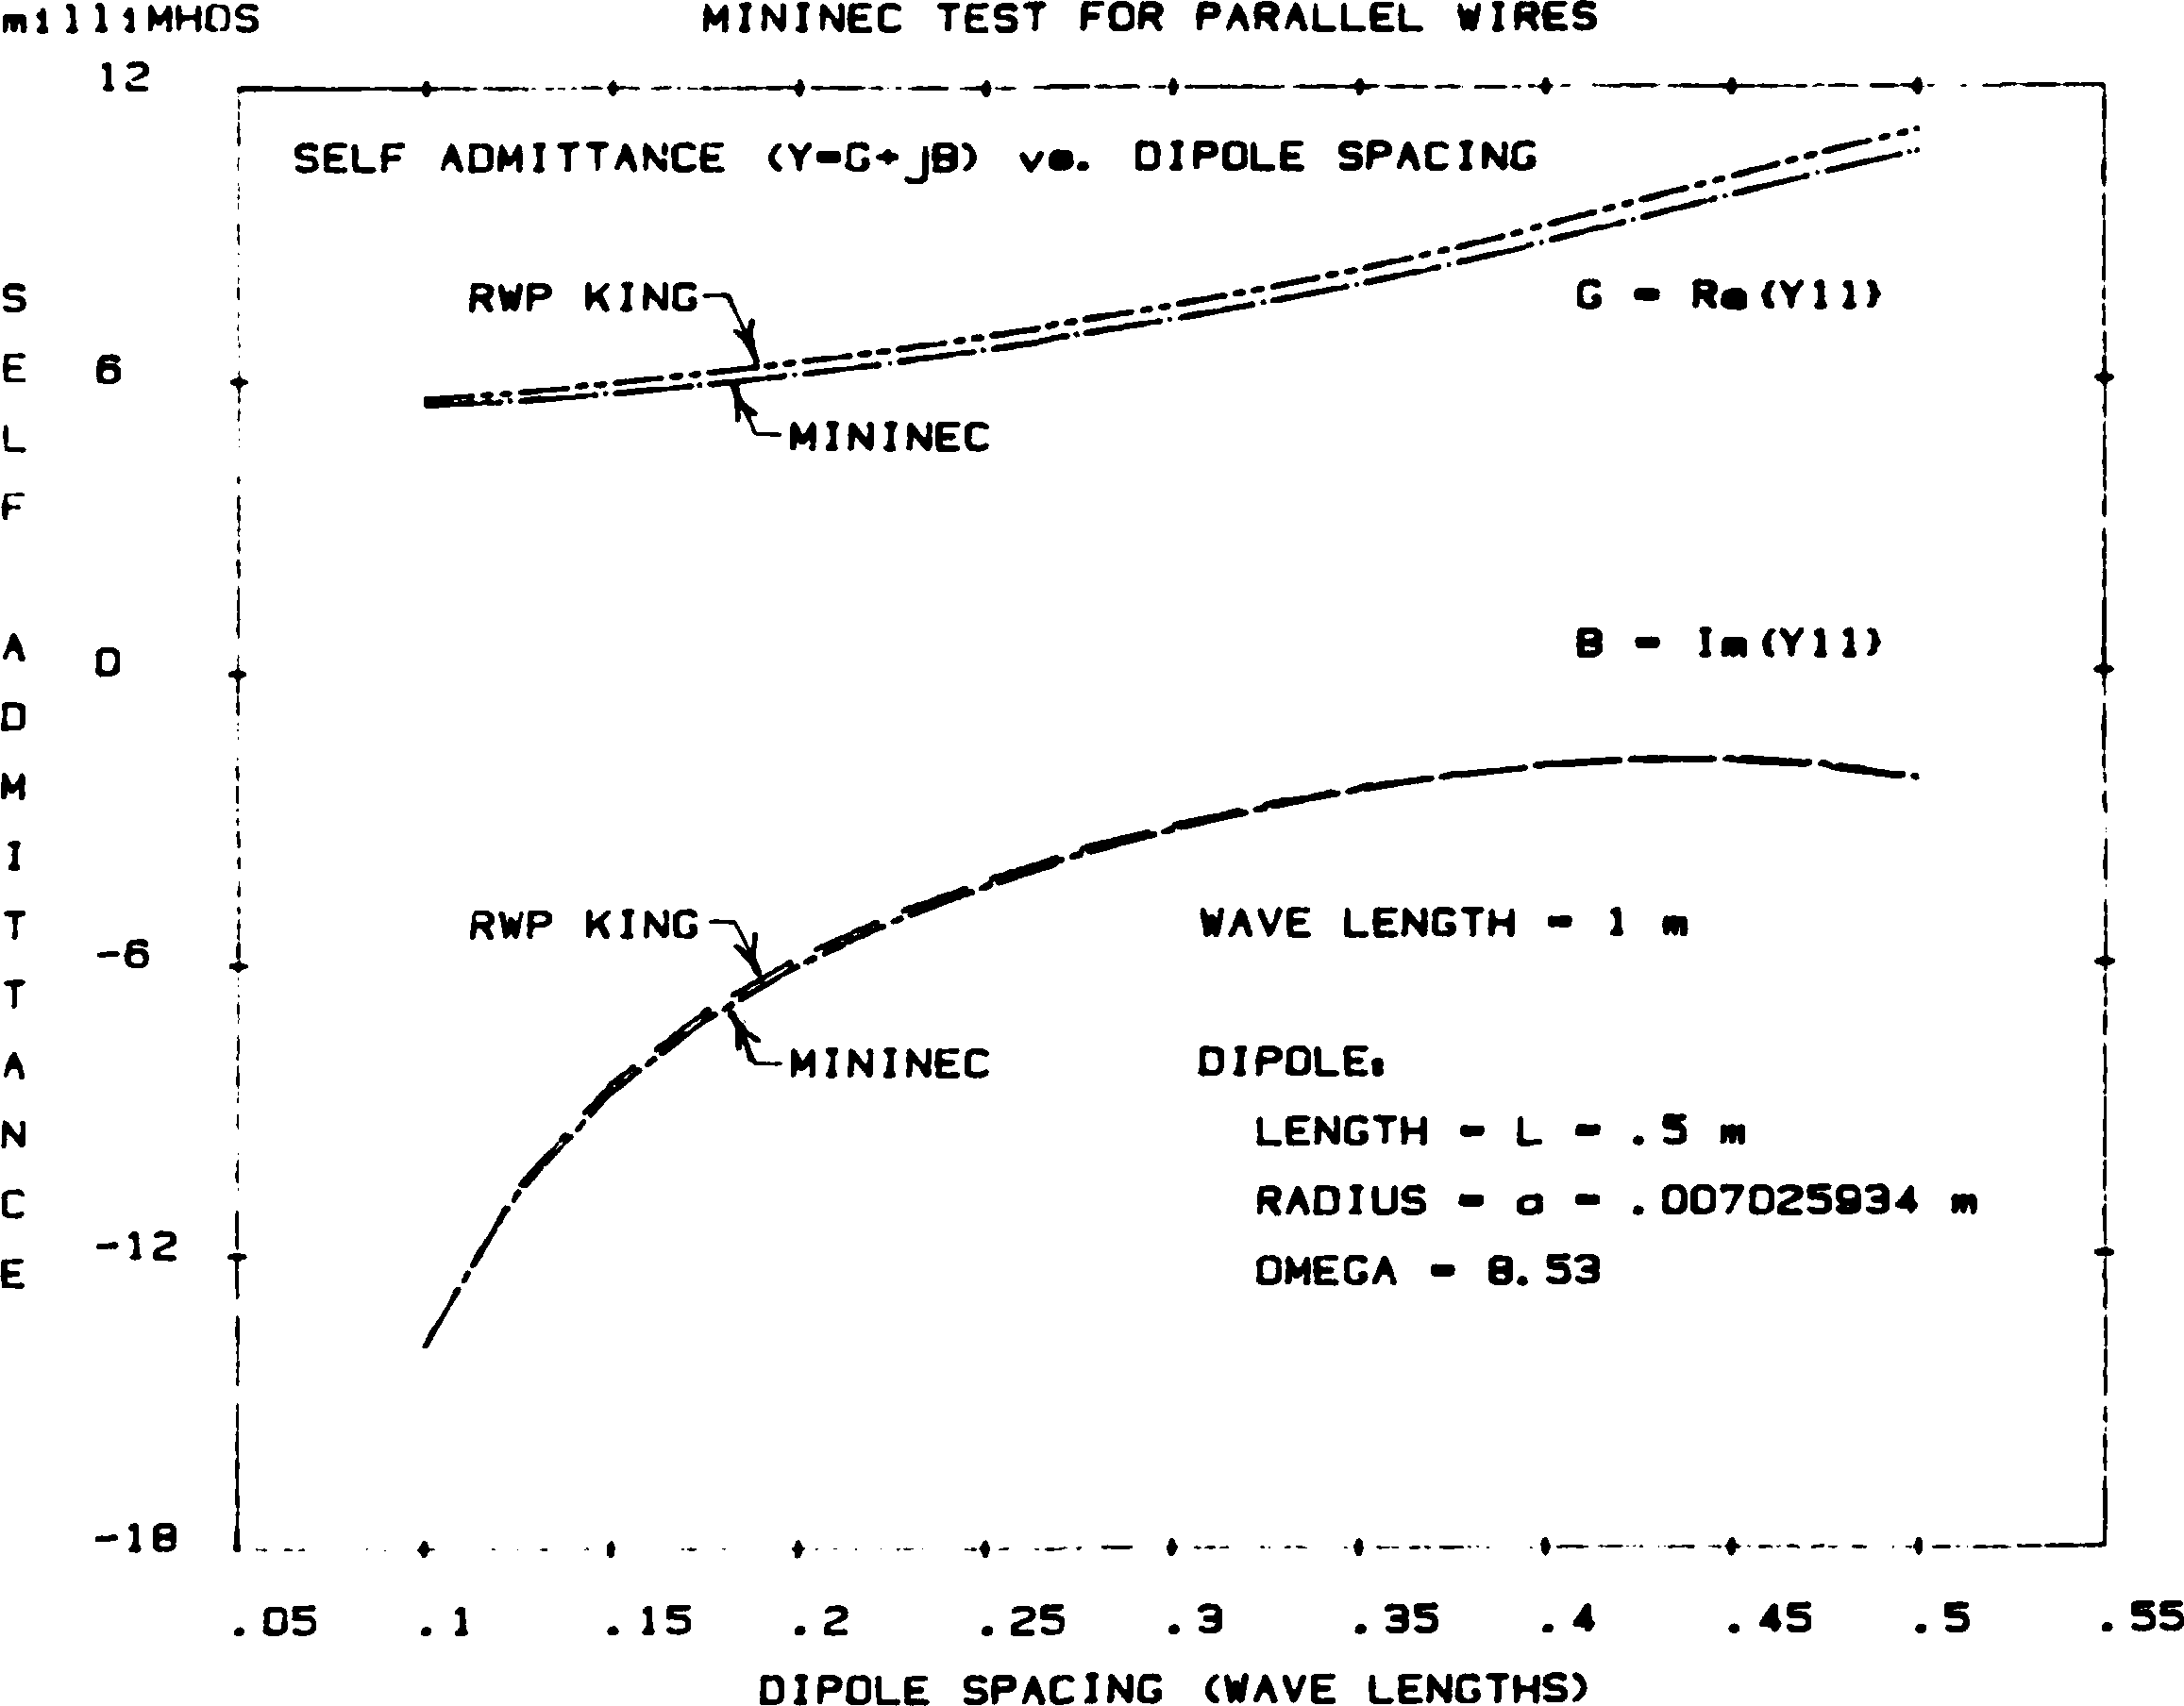 milliMHOS
MININEC TEST FOR PARALLEL WIRES
12
SELF ADMITTANCE (Y=G+jB) vs. DIPOLE SPACING
RWP KING
G = Re(Y11)
6
MININEC
SELF ADMITTANCE
B = Im(Y11)
0
RWP KING
WAVE LENGTH = 1 m
-6
MININEC
DIPOLE:
LENGTH = L = .5 m
RADIUS = a = .007025934 m
-12
OMEGA = 8.53
-18
.05 .1 .15 .2 .25 .3 .35 .4 .45 .5 .55
DIPOLE SPACING (WAVE LENGTHS)